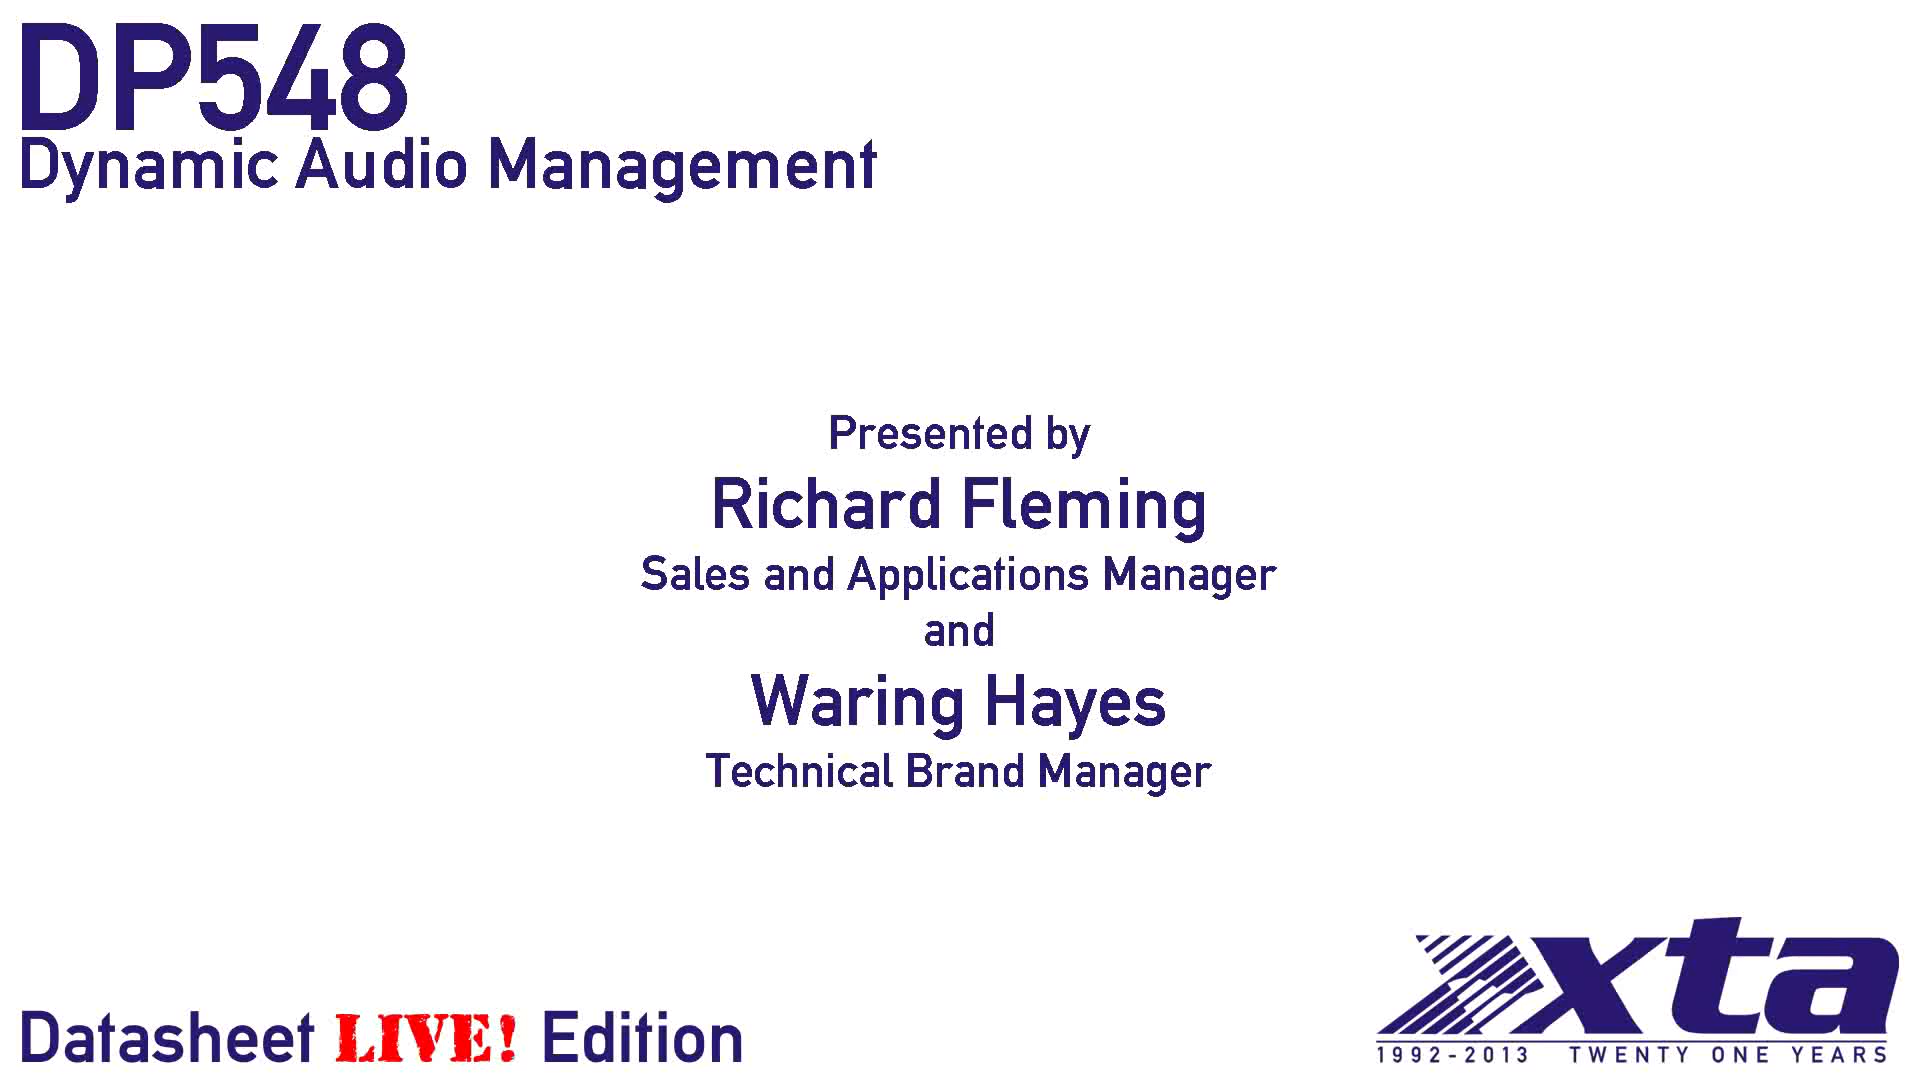 DP548
Dynamic Audio Management
Presented by
Richard Fleming
Sales and Applications Manager
and
Waring Hayes
Technical Brand Manager
Datasheet LIVE! Edition
xta
1992-2013 TWENTY ONE YEARS